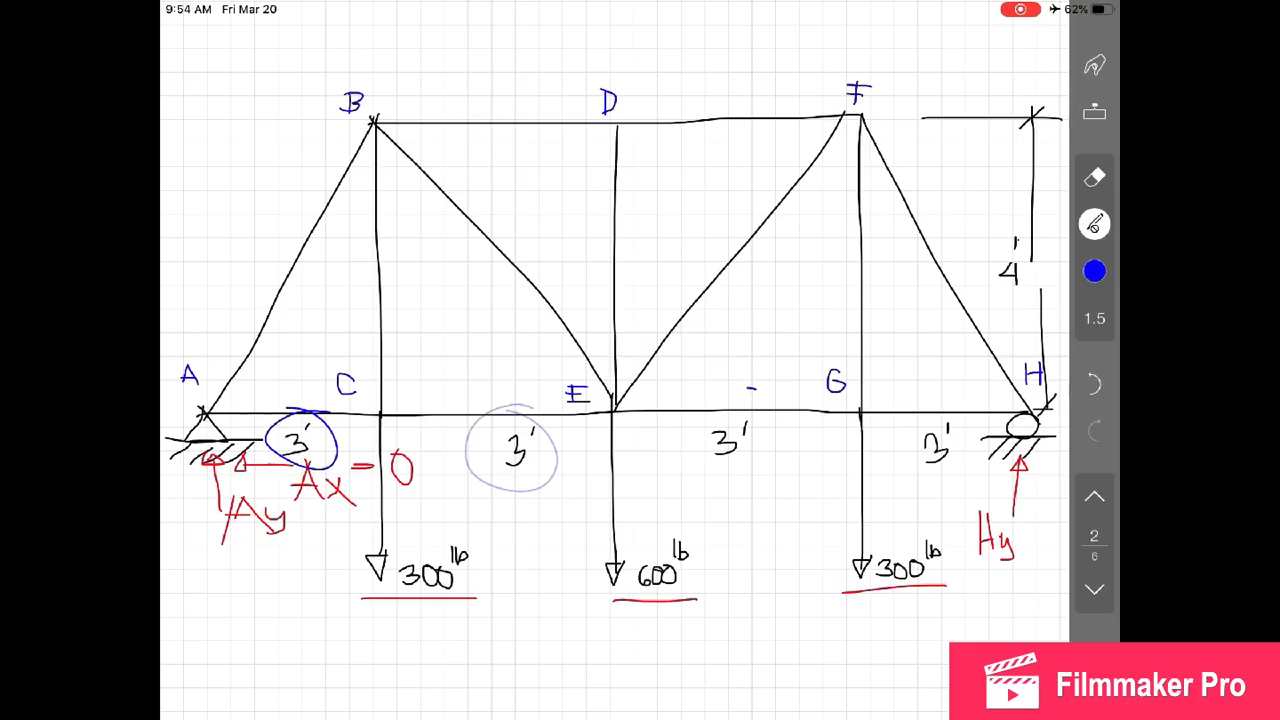 9:54 AM Fri Mar 20
62%
B D F
4'
A C E G H
3' 3' 3' 3'
Ax = 0
Ay
Hy
300 lb 600 lb 300 lb
1.5
2
6
Filmmaker Pro